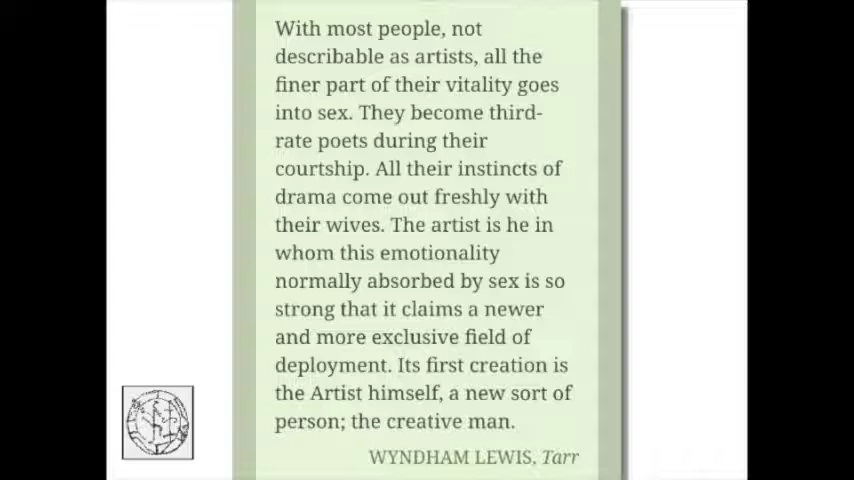 With most people, not
describable as artists, all the
finer part of their vitality goes
into sex. They become third-
rate poets during their
courtship. All their instincts of
drama come out freshly with
their wives. The artist is he in
whom this emotionality
normally absorbed by sex is so
strong that it claims a newer
and more exclusive field of
deployment. Its first creation is
the Artist himself, a new sort of
person; the creative man.
WYNDHAM LEWIS, Tarr